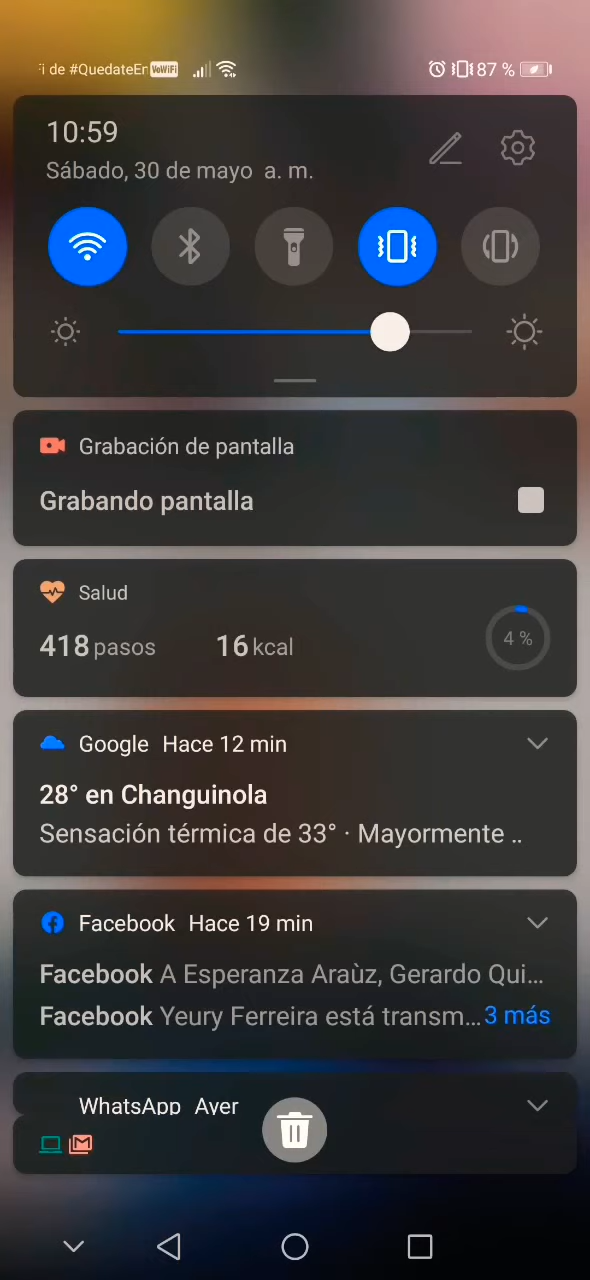 i de #QuedateEn VoWiFi 87 %
10:59
Sábado, 30 de mayo a. m.
Grabación de pantalla
Grabando pantalla
Salud
418 pasos 16 kcal 4 %
Google Hace 12 min
28° en Changuinola
Sensación térmica de 33° · Mayormente ..
Facebook Hace 19 min
Facebook A Esperanza Araùz, Gerardo Qui...
Facebook Yeury Ferreira está transm... 3 más
WhatsApp Ayer